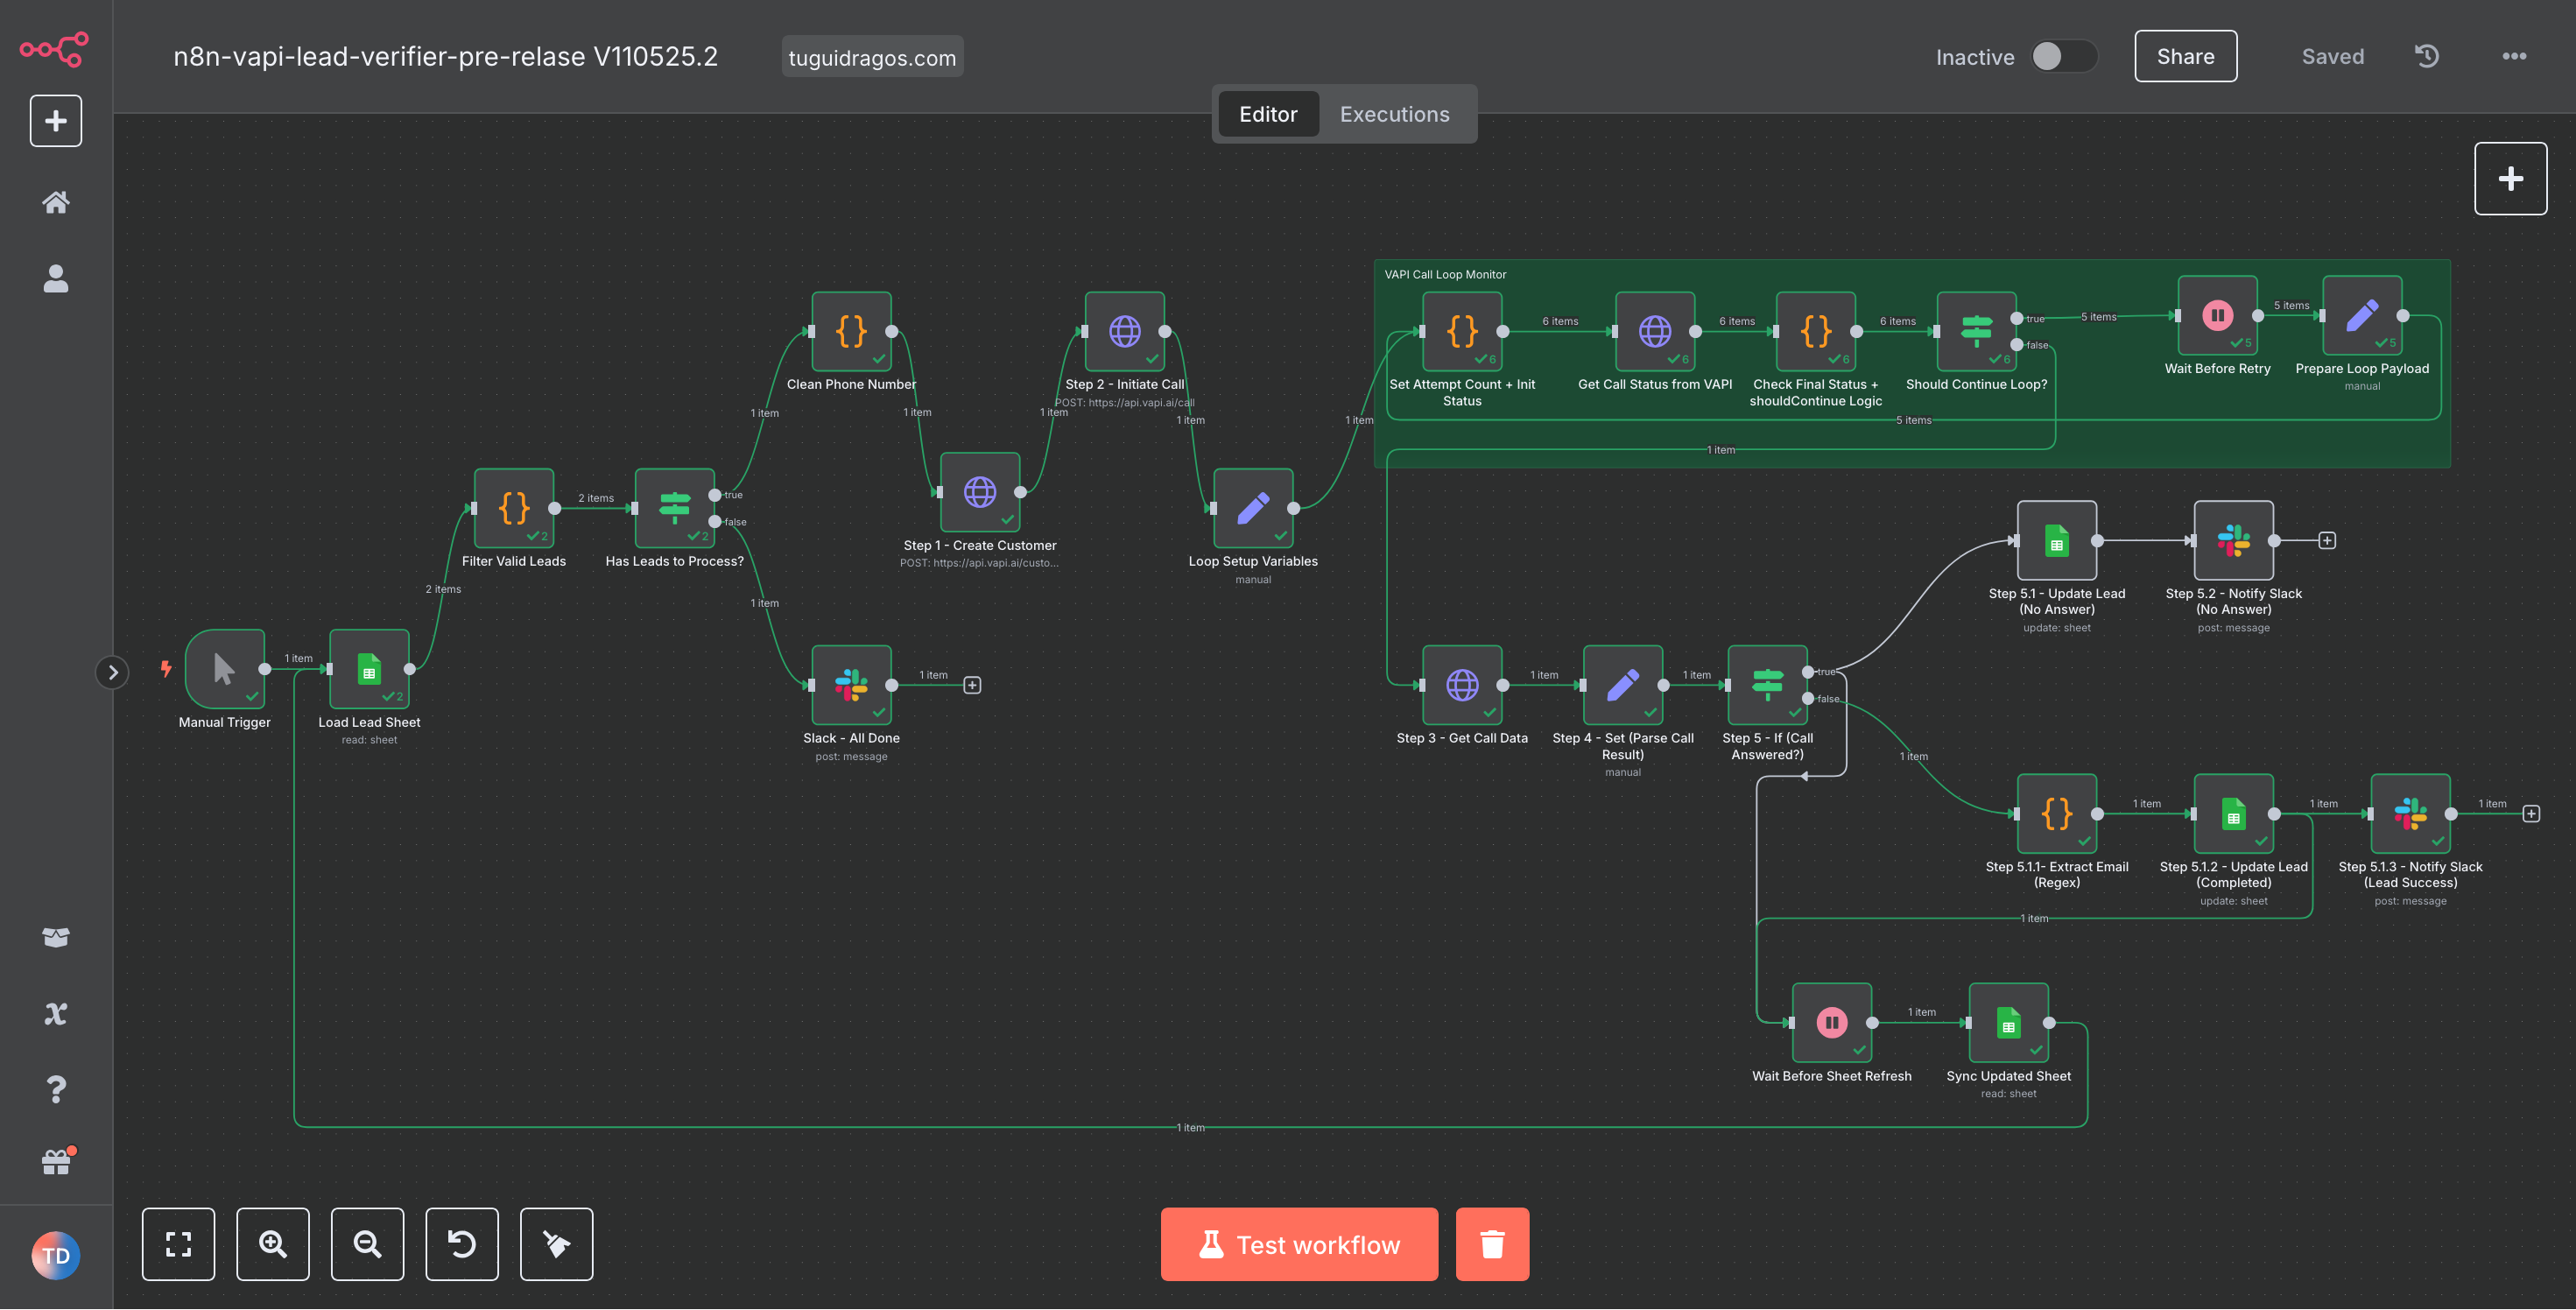 n8n-vapi-lead-verifier-pre-relase V110525.2
tuguidragos.com
Inactive
Share
Saved
Editor
Executions
VAPI Call Loop Monitor
Set Attempt Count + Init
Status
6
6 items
Get Call Status from VAPI
6
6 items
Check Final Status +
shouldContinue Logic
6
6 items
Should Continue Loop?
6
true
false
5 items
Wait Before Retry
5
5 items
Prepare Loop Payload
manual
5
5 items
1 item
Clean Phone Number
1 item
1 item
Step 1 - Create Customer
POST: https://api.vapi.ai/custo...
1 item
Step 2 - Initiate Call
POST: https://api.vapi.ai/call
1 item
Loop Setup Variables
manual
1 item
Filter Valid Leads
2
2 items
Has Leads to Process?
2
true
false
2 items
1 item
Manual Trigger
1 item
Load Lead Sheet
read: sheet
2
Slack - All Done
post: message
1 item
Step 3 - Get Call Data
1 item
Step 4 - Set (Parse Call
Result)
manual
1 item
Step 5 - If (Call
Answered?)
true
false
Step 5.1 - Update Lead
(No Answer)
update: sheet
Step 5.2 - Notify Slack
(No Answer)
post: message
1 item
Step 5.1.1- Extract Email
(Regex)
1 item
Step 5.1.2 - Update Lead
(Completed)
update: sheet
1 item
Step 5.1.3 - Notify Slack
(Lead Success)
post: message
1 item
1 item
Wait Before Sheet Refresh
1 item
Sync Updated Sheet
read: sheet
1 item
TD
Test workflow